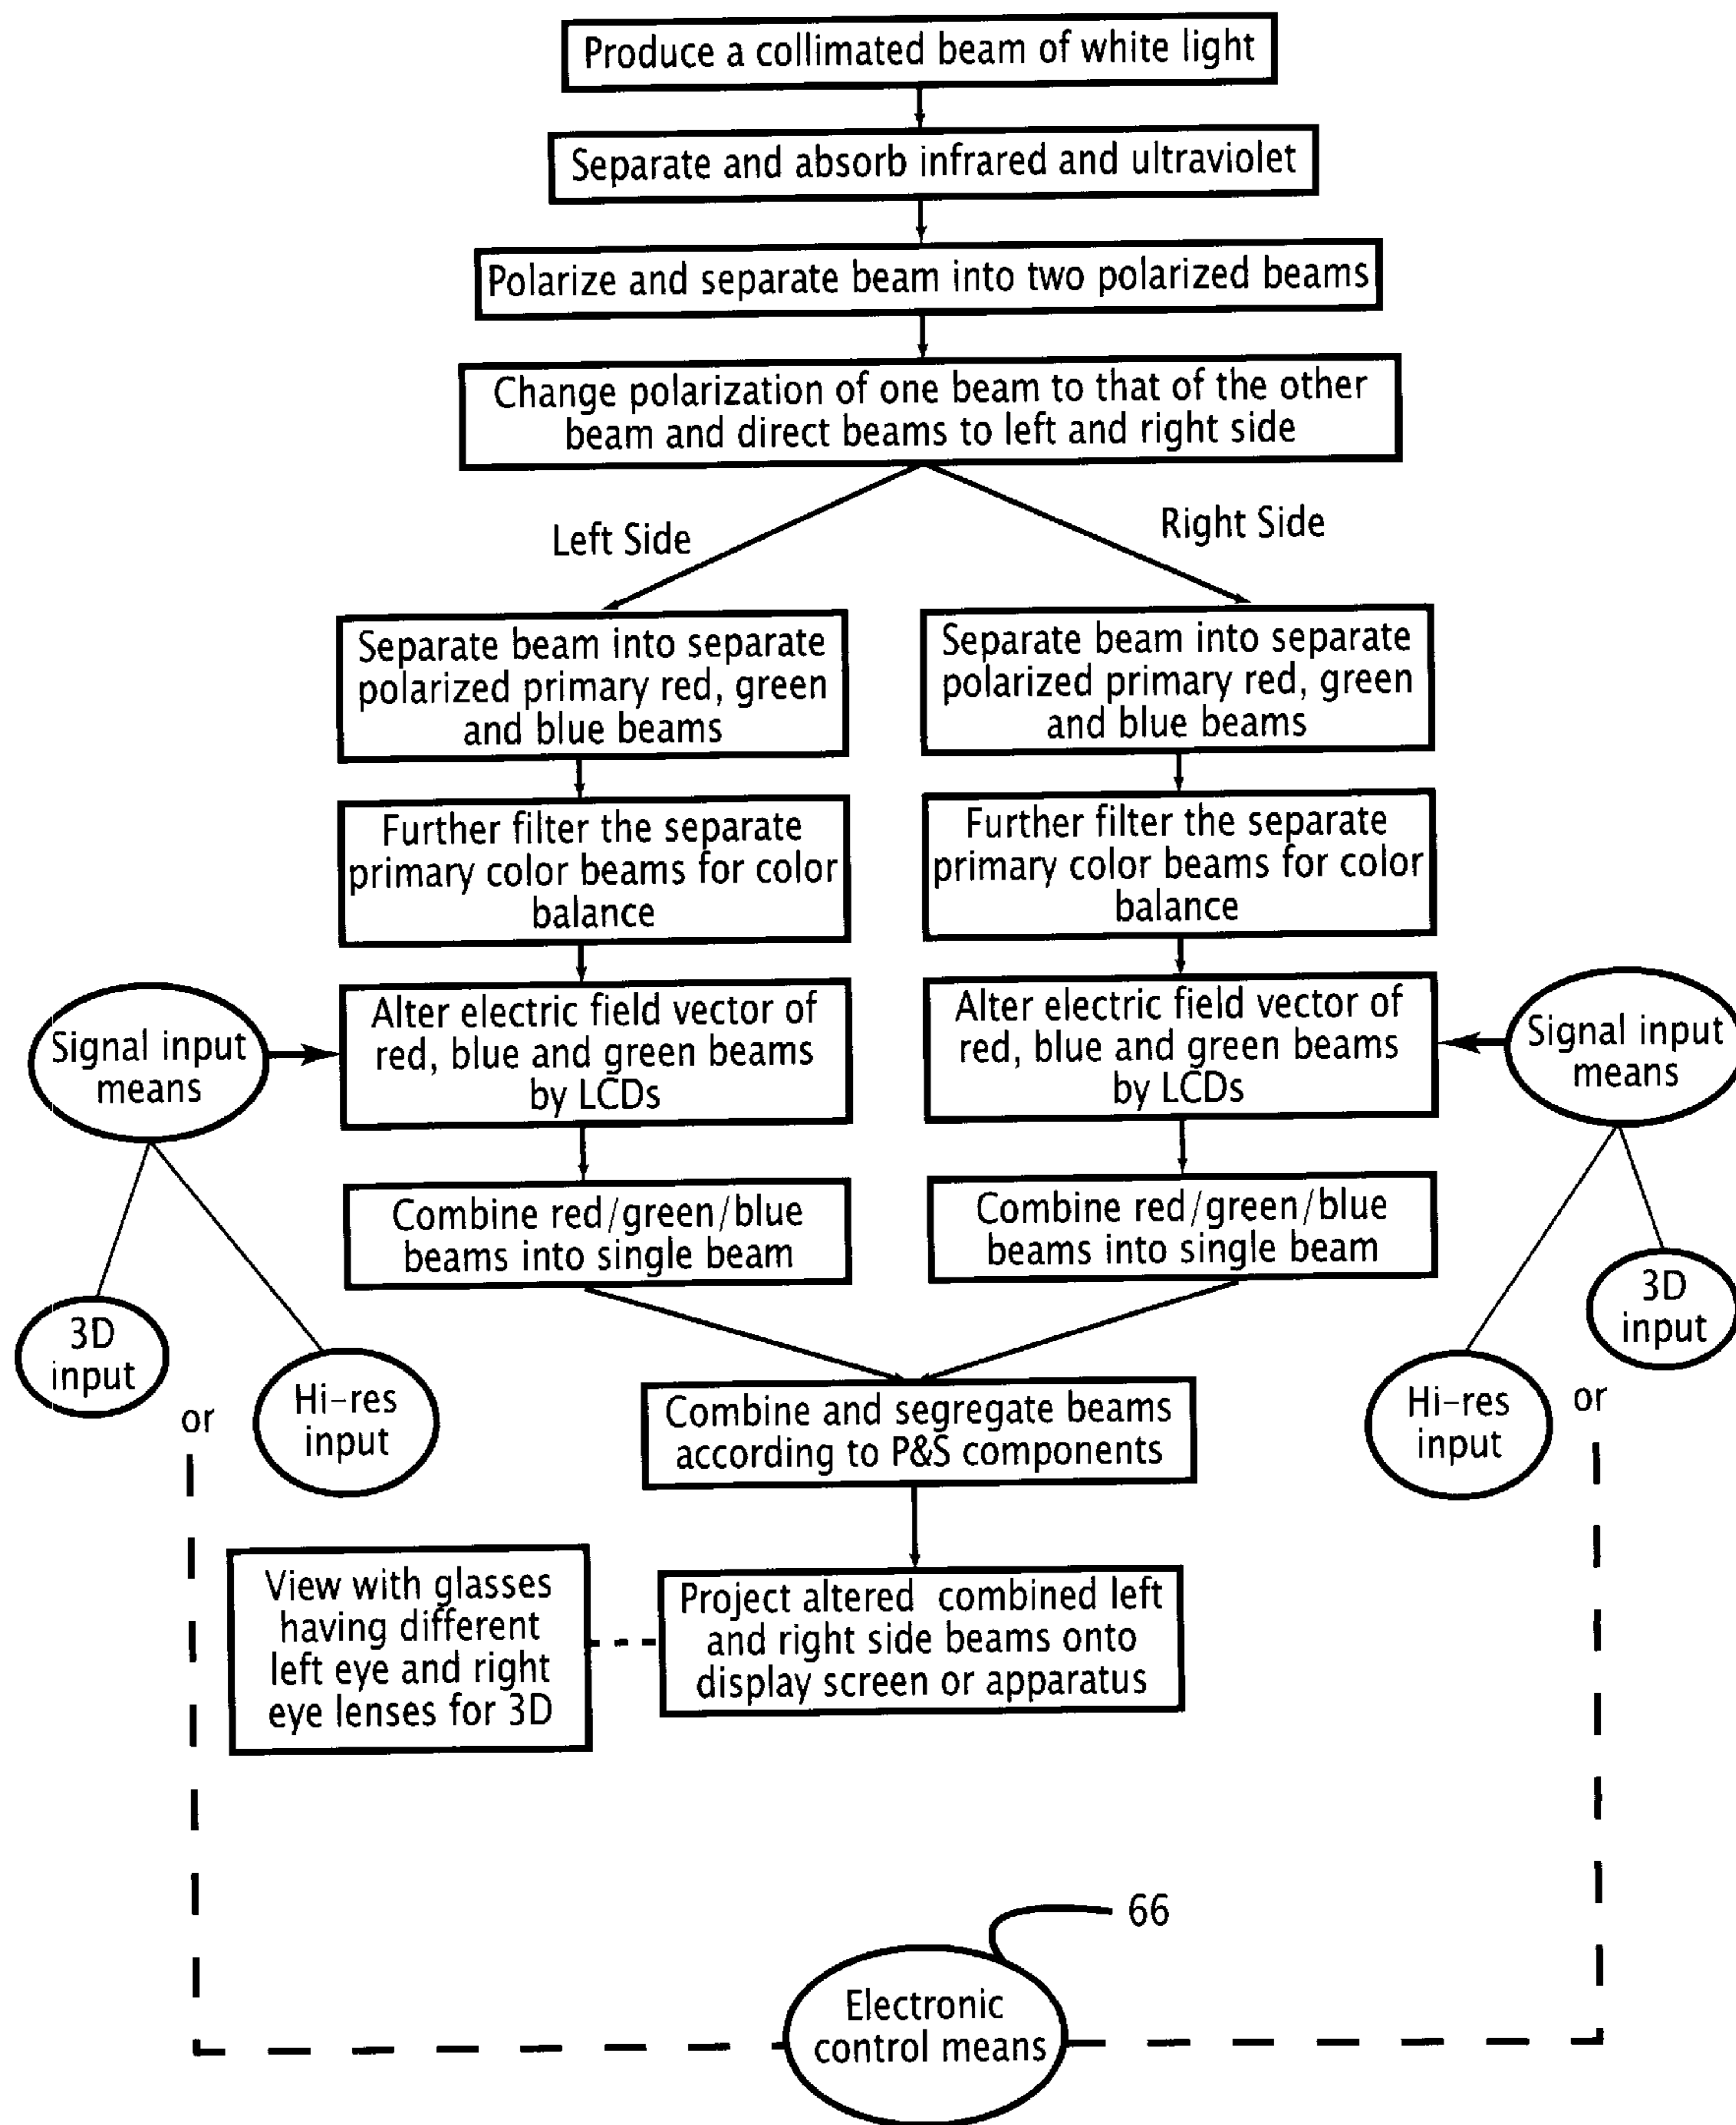 Produce a collimated beam of white light
Separate and absorb infrared and ultraviolet
Polarize and separate beam into two polarized beams
Change polarization of one beam to that of the other
beam and direct beams to left and right side
Left Side
Right Side
Separate beam into separate
polarized primary red, green
and blue beams
Separate beam into separate
polarized primary red, green
and blue beams
Further filter the separate
primary color beams for color
balance
Further filter the separate
primary color beams for color
balance
Signal input
means
Alter electric field vector of
red, blue and green beams
by LCDs
Alter electric field vector of
red, blue and green beams
by LCDs
Signal input
means
Combine red/green/blue
beams into single beam
Combine red/green/blue
beams into single beam
3D
input
or
Hi-res
input
Combine and segregate beams
according to P&S components
Hi-res
input
or
3D
input
View with glasses
having different
left eye and right
eye lenses for 3D
Project altered combined left
and right side beams onto
display screen or apparatus
66
Electronic
control means